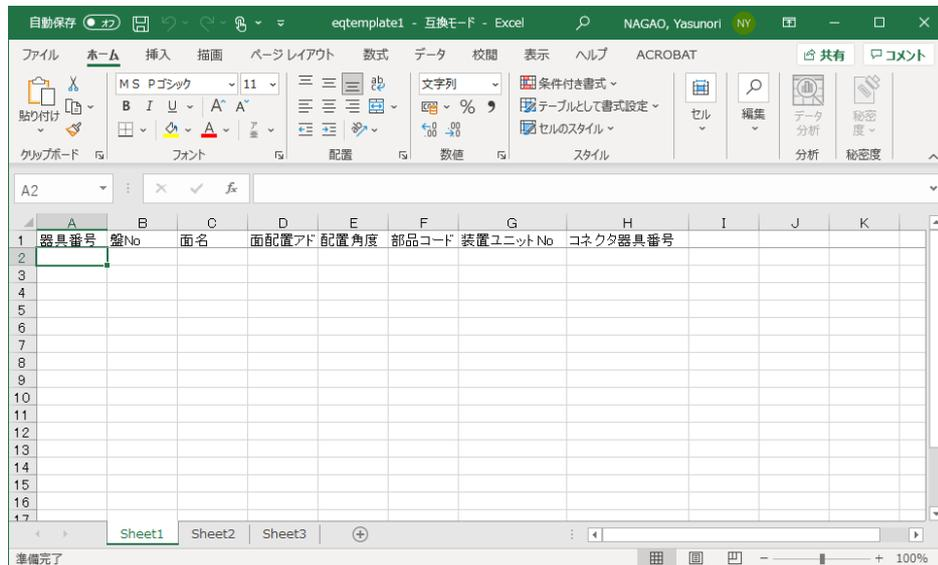 自動保存 オフ eqtemplate1 - 互換モード - Excel NAGAO, Yasunori NY
ファイル ホーム 挿入 描画 ページ レイアウト 数式 データ 校閲 表示 ヘルプ ACROBAT 共有 コメント
貼り付け MS Pゴシック 11 B I U A A A ab 文字列 % 条件付き書式 テーブルとして書式設定 セルのスタイル セル 編集 データ分析 秘密度
クリップボード フォント 配置 数値 スタイル 分析 秘密度
A2 fx
A B C D E F G H I J K
1 器具番号 盤No 面名 面配置アド 配置角度 部品コード 装置ユニットNo コネクタ器具番号
2
3
4
5
6
7
8
9
10
11
12
13
14
15
16
17
Sheet1 Sheet2 Sheet3
準備完了 100%